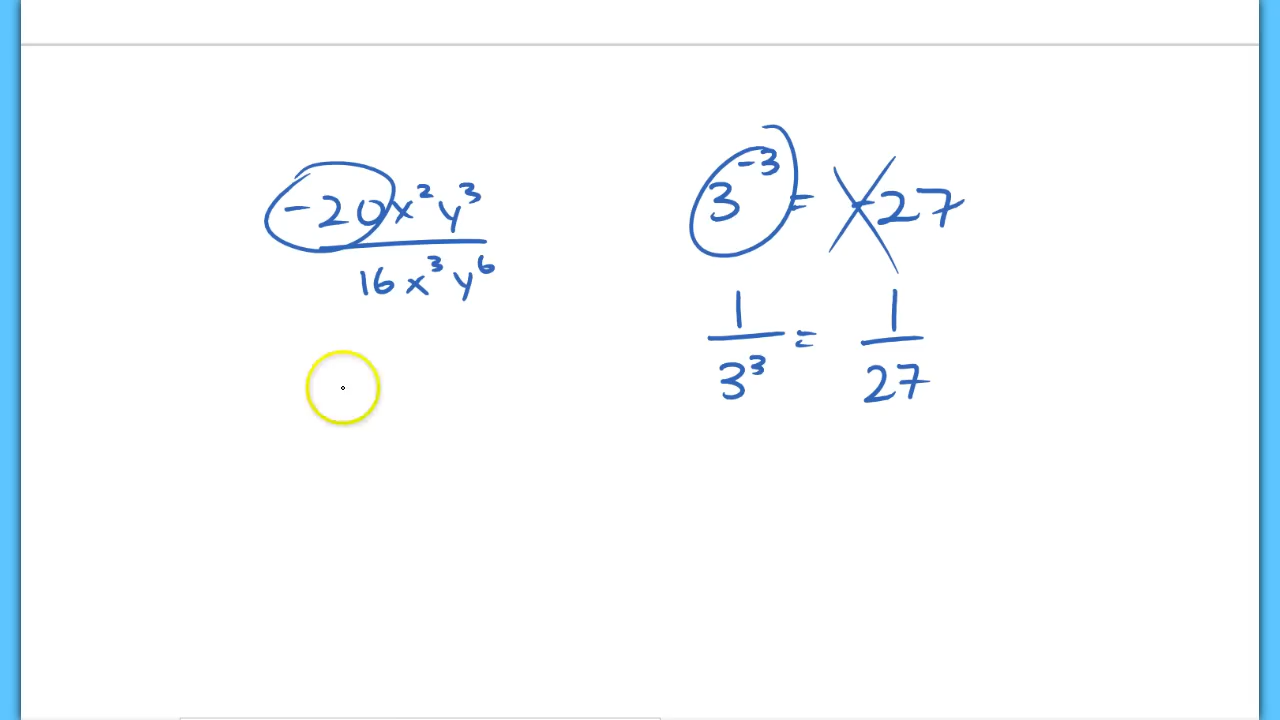 -20x²y³
16x³y⁶
3⁻³ = -27
1/3³ = 1/27